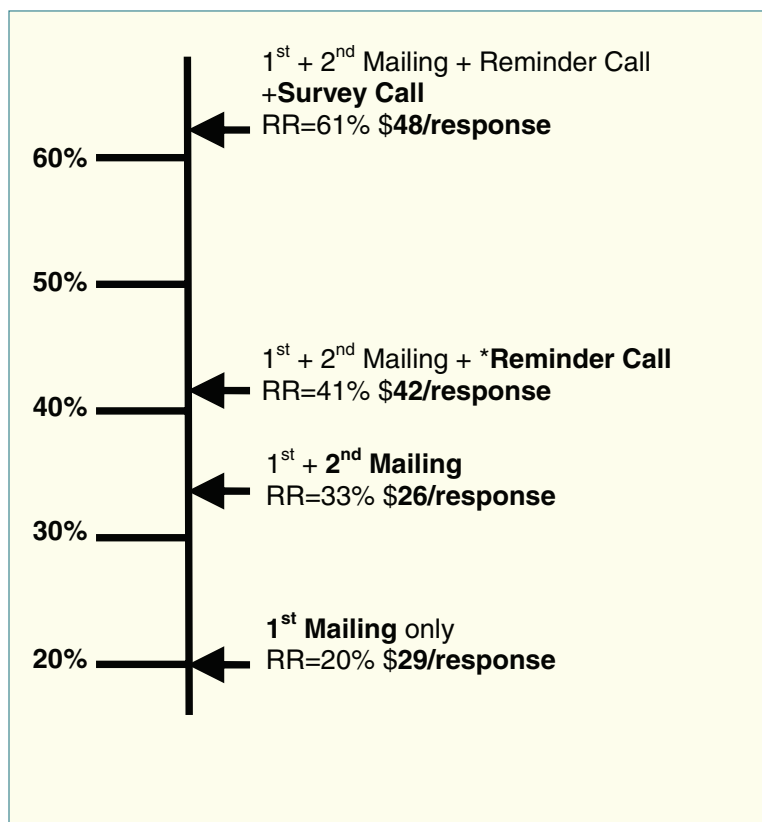 1st + 2nd Mailing + Reminder Call
+Survey Call
RR=61% $48/response
60%
50%
1st + 2nd Mailing + *Reminder Call
RR=41% $42/response
40%
1st + 2nd Mailing
RR=33% $26/response
30%
1st Mailing only
RR=20% $29/response
20%